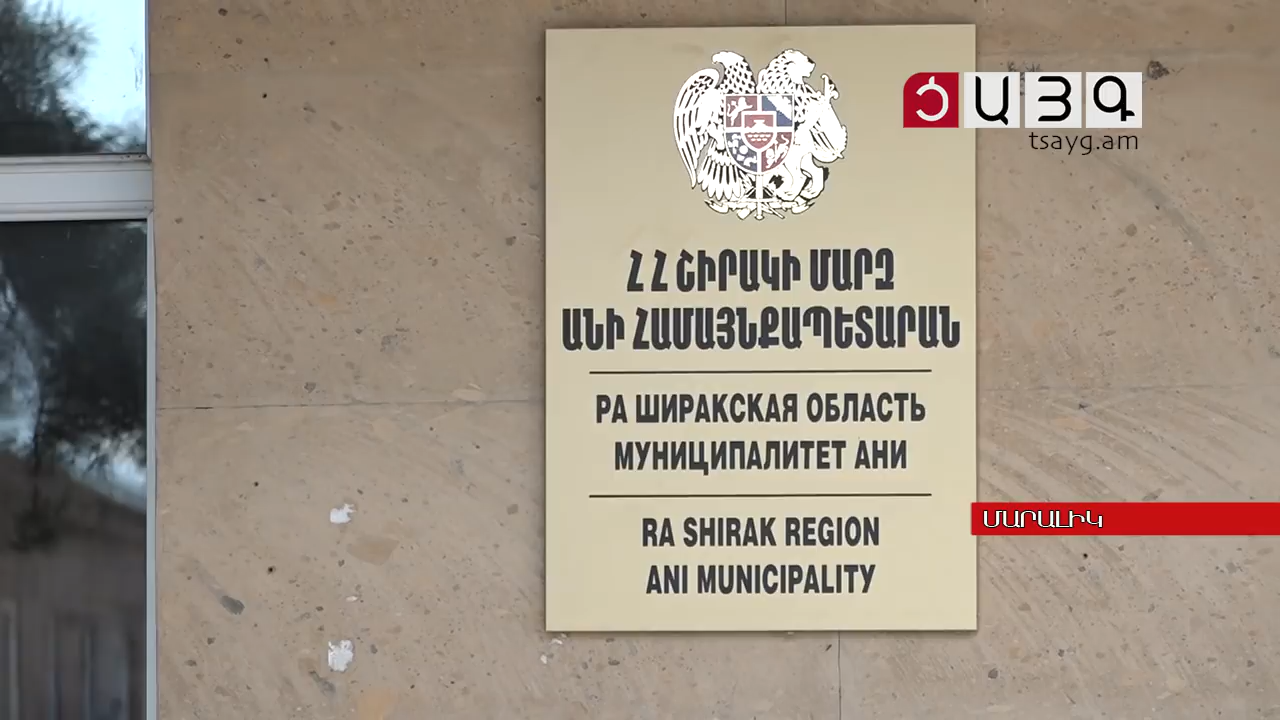 ԾԱՅԳ
tsayg.am
ՀՀ ՇԻՐԱԿԻ ՄԱՐԶ
ԱՆԻ ՀԱՄԱՅՆՔԱՊԵՏԱՐԱՆ
РА ШИРАКСКАЯ ОБЛАСТЬ
МУНИЦИПАЛИТЕТ АНИ
RA SHIRAK REGION
ANI MUNICIPALITY
ՄԱՐԱԼԻԿ